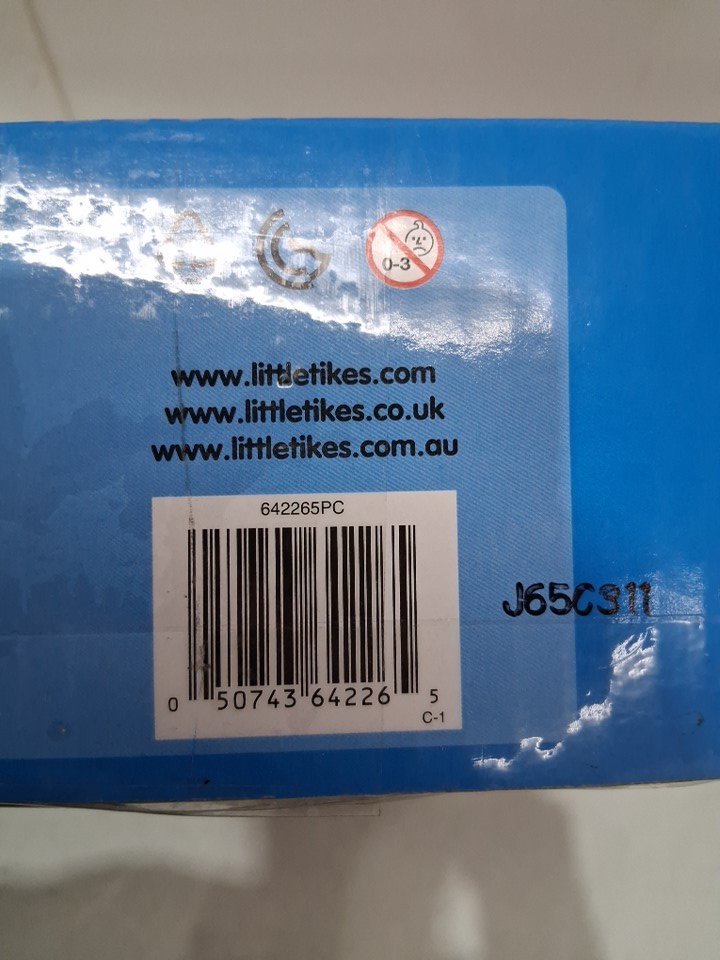 0-3
www.littletikes.com
www.littletikes.co.uk
www.littletikes.com.au
642265PC
J65C911
0 50743 64226 5
C-1